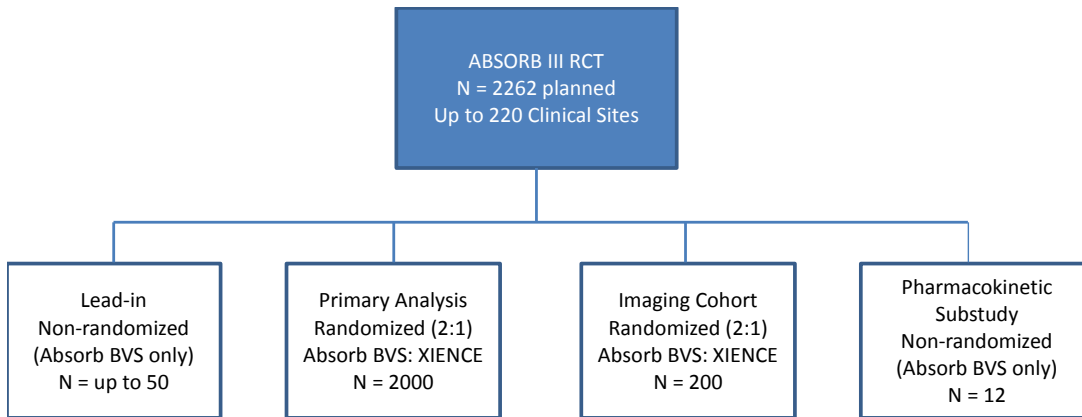 ABSORB III RCT
N = 2262 planned
Up to 220 Clinical Sites
Lead-in
Non-randomized
(Absorb BVS only)
N = up to 50
Primary Analysis
Randomized (2:1)
Absorb BVS: XIENCE
N = 2000
Imaging Cohort
Randomized (2:1)
Absorb BVS: XIENCE
N = 200
Pharmacokinetic
Substudy
Non-randomized
(Absorb BVS only)
N = 12